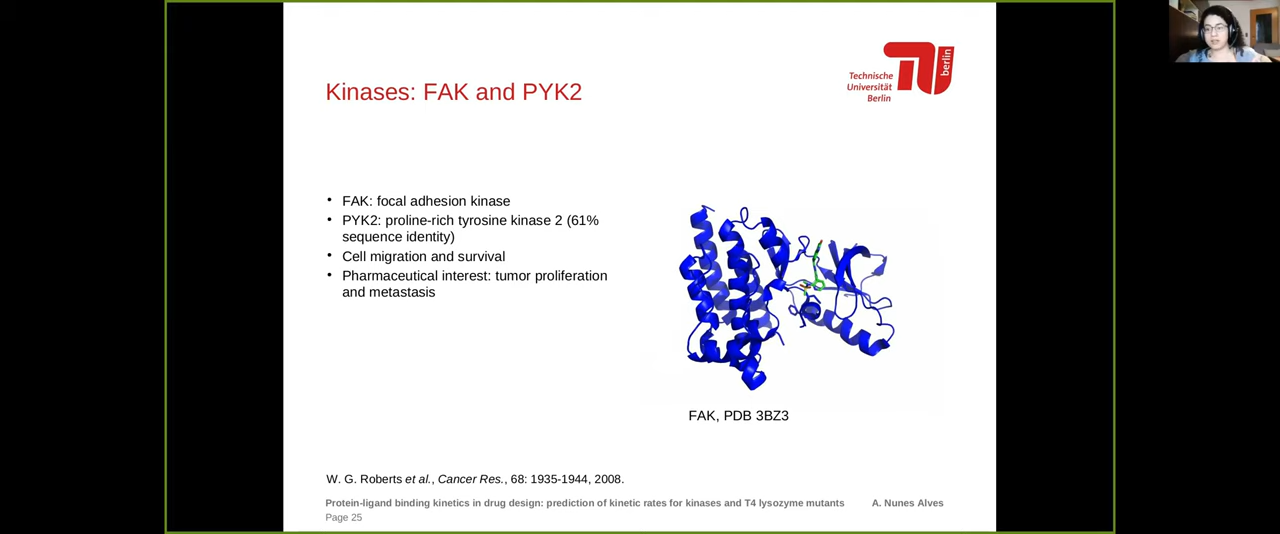 Kinases: FAK and PYK2
Technische
Universität
Berlin
berlin
• FAK: focal adhesion kinase
• PYK2: proline-rich tyrosine kinase 2 (61%
sequence identity)
• Cell migration and survival
• Pharmaceutical interest: tumor proliferation
and metastasis
FAK, PDB 3BZ3
W. G. Roberts et al., Cancer Res., 68: 1935-1944, 2008.
Protein-ligand binding kinetics in drug design: prediction of kinetic rates for kinases and T4 lysozyme mutants A. Nunes Alves
Page 25